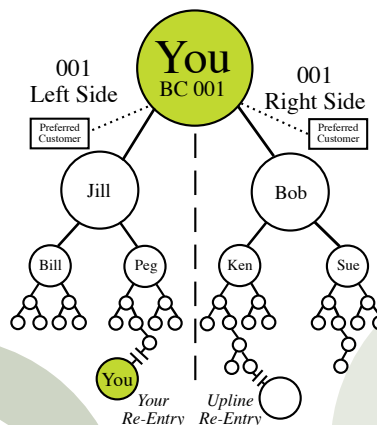 You
BC 001
001
Left Side
001
Right Side
Preferred
Customer
Preferred
Customer
Jill
Bob
Bill
Peg
Ken
Sue
You
Your
Re-Entry
Upline
Re-Entry